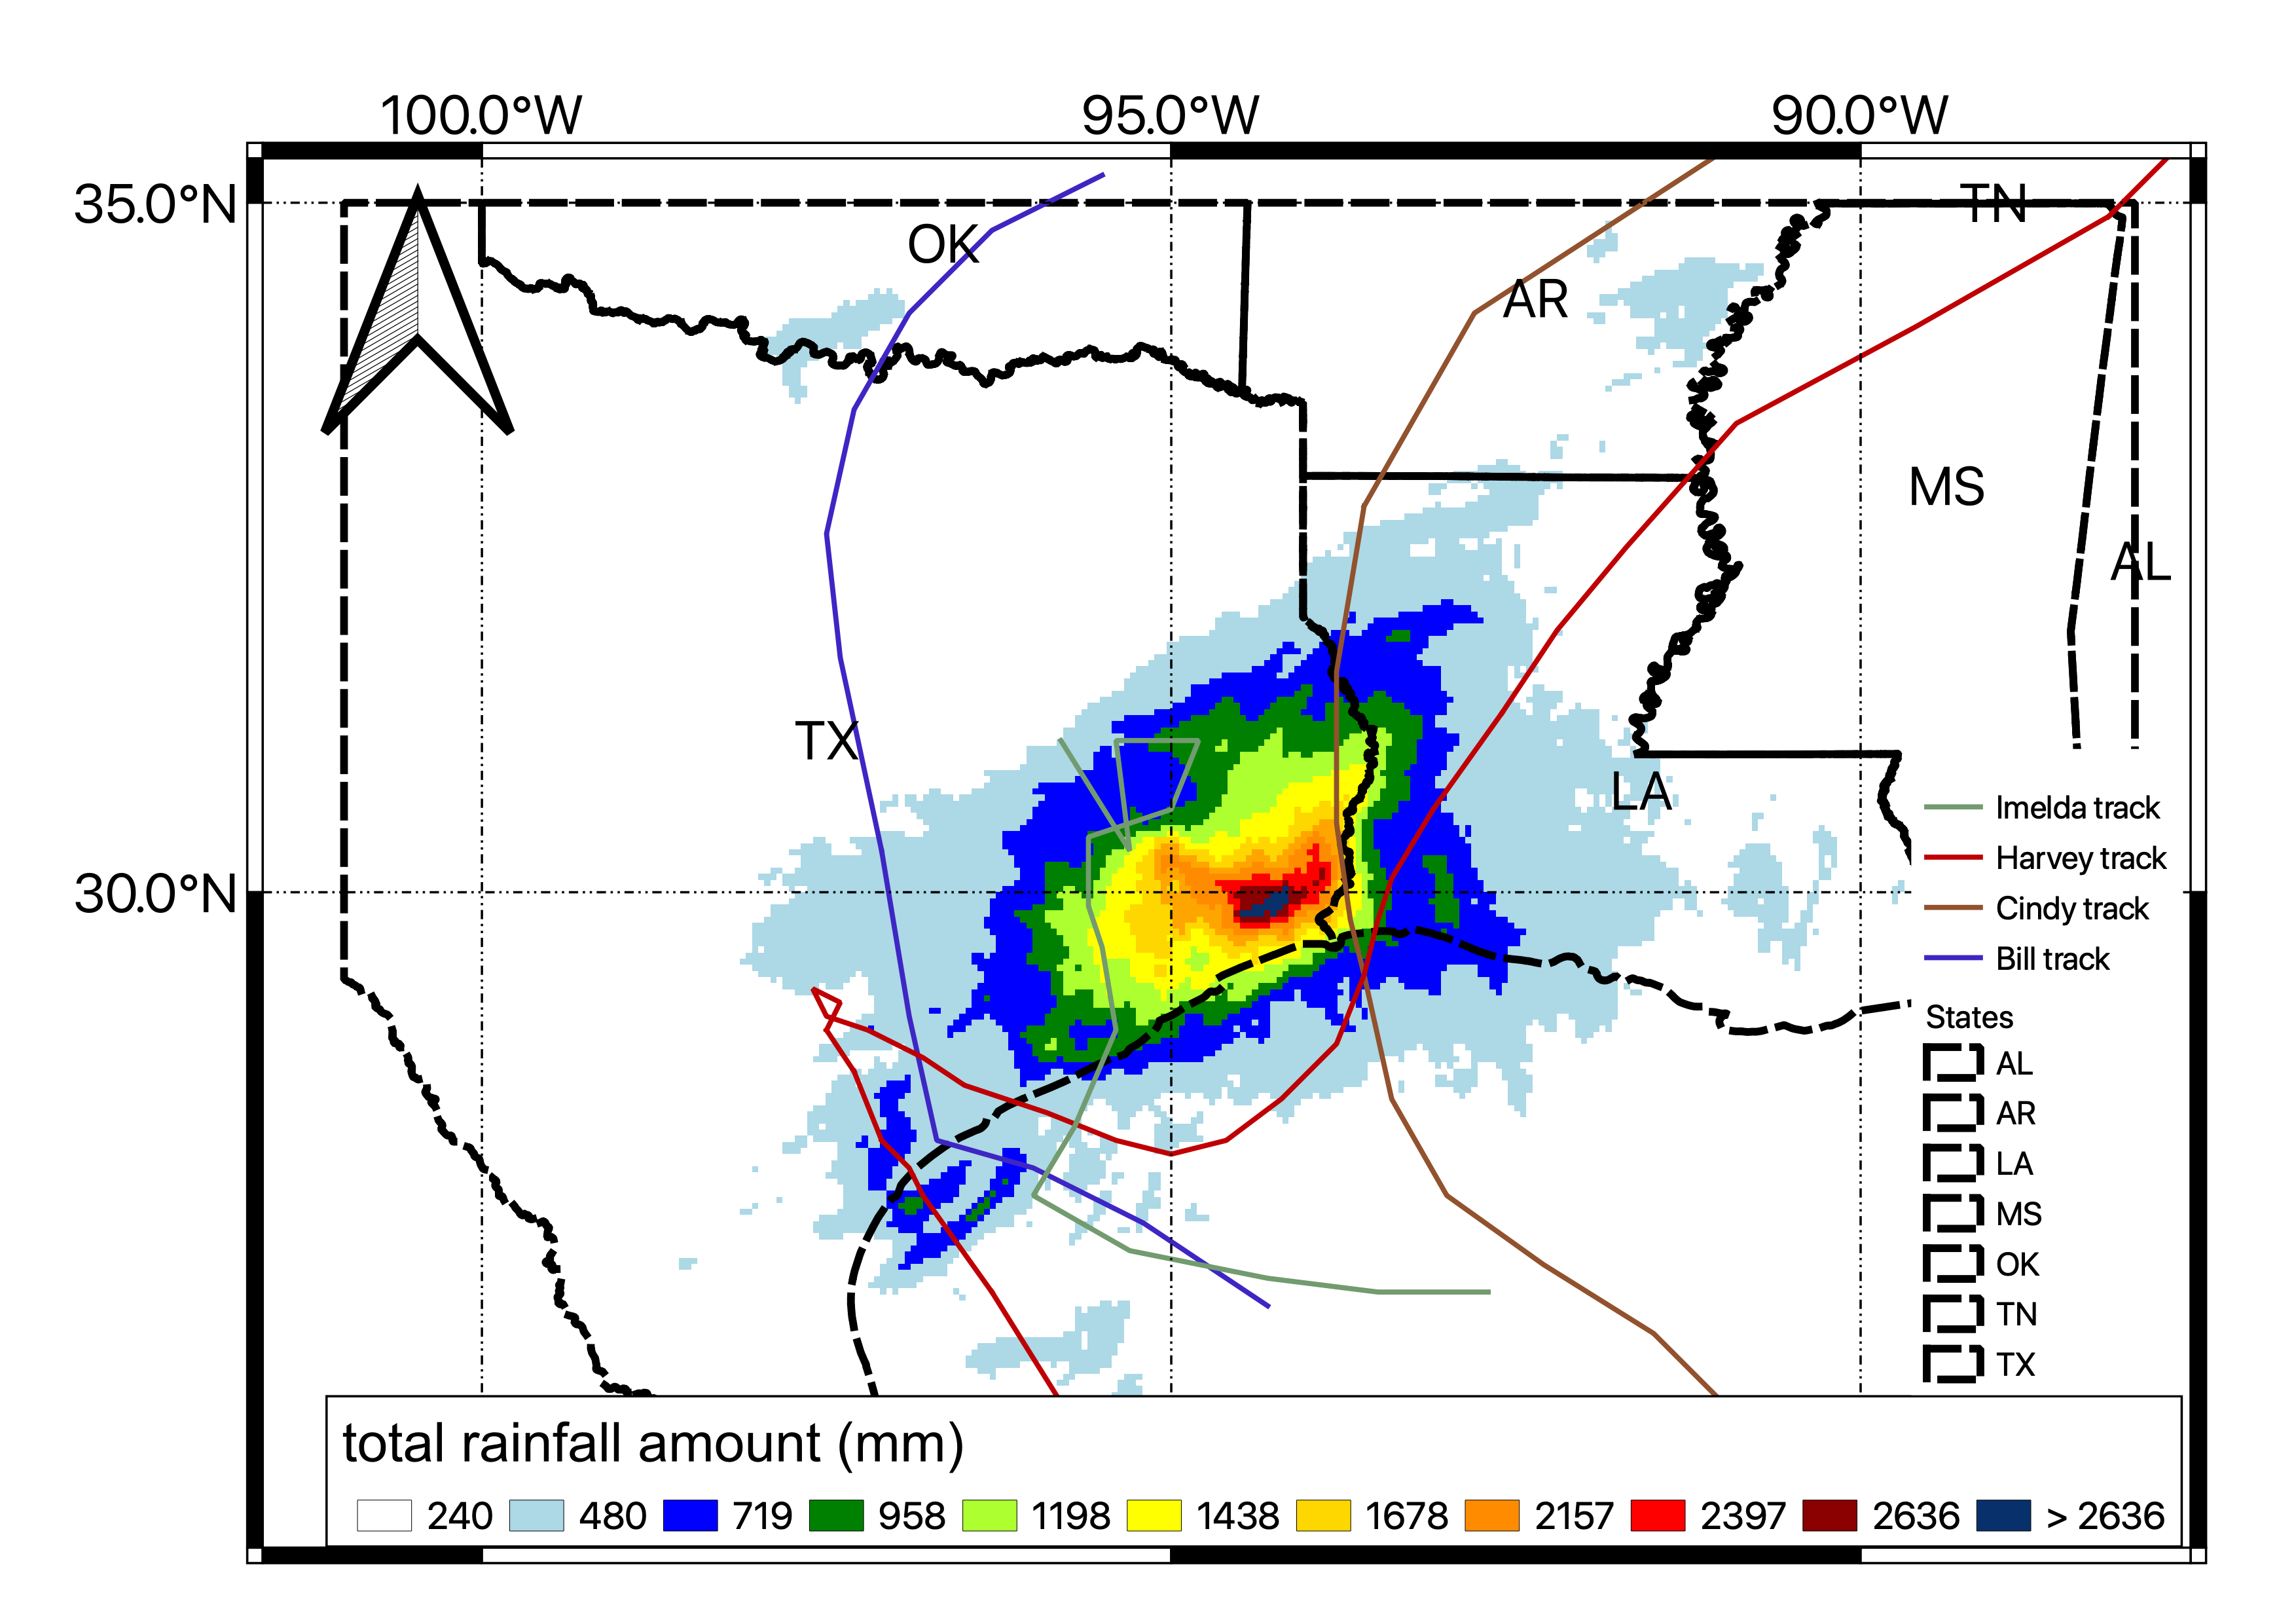 100.0°W 95.0°W 90.0°W
35.0°N
TN
OK
AR
MS
AL
TX
LA
Imelda track
Harvey track
30.0°N
Cindy track
Bill track
States
AL
AR
LA
MS
OK
TN
TX
total rainfall amount (mm)
240 480 719 958 1198 1438 1678 2157 2397 2636 > 2636